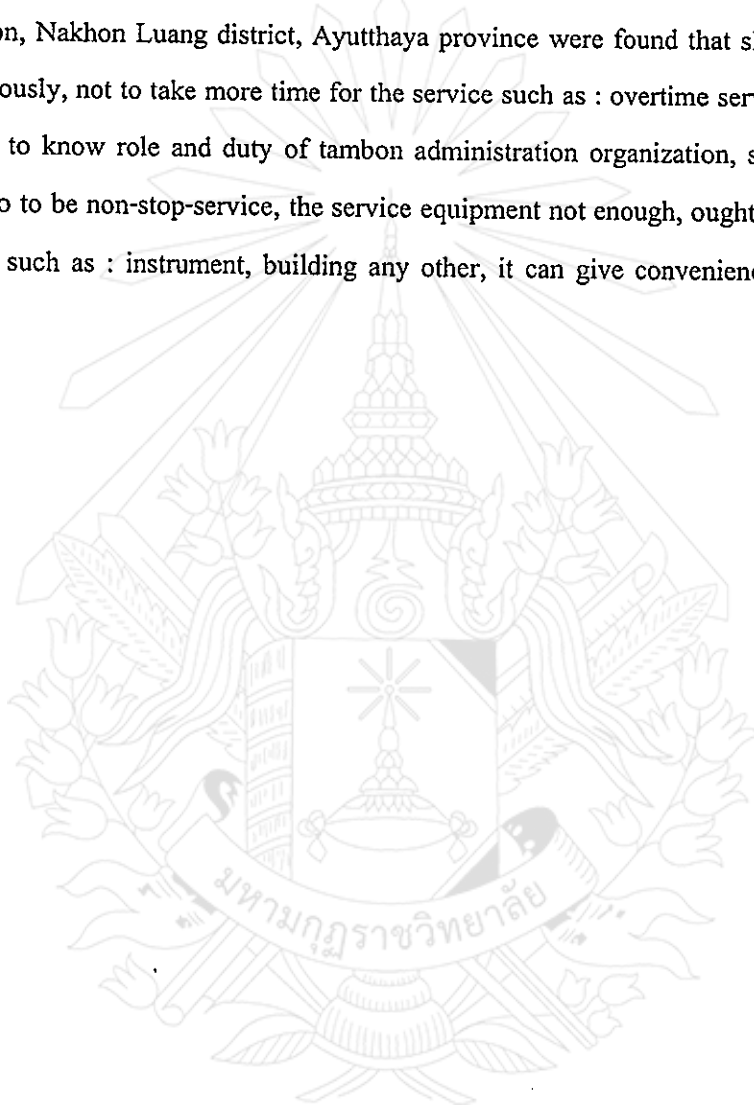 on, Nakhon Luang district, Ayutthaya province were found that s
ously, not to take more time for the service such as : overtime ser
to know role and duty of tambon administration organization, s
o to be non-stop-service, the service equipment not enough, ought
such as : instrument, building any other, it can give convenienc
มหามกุฏราชวิทยาลัย